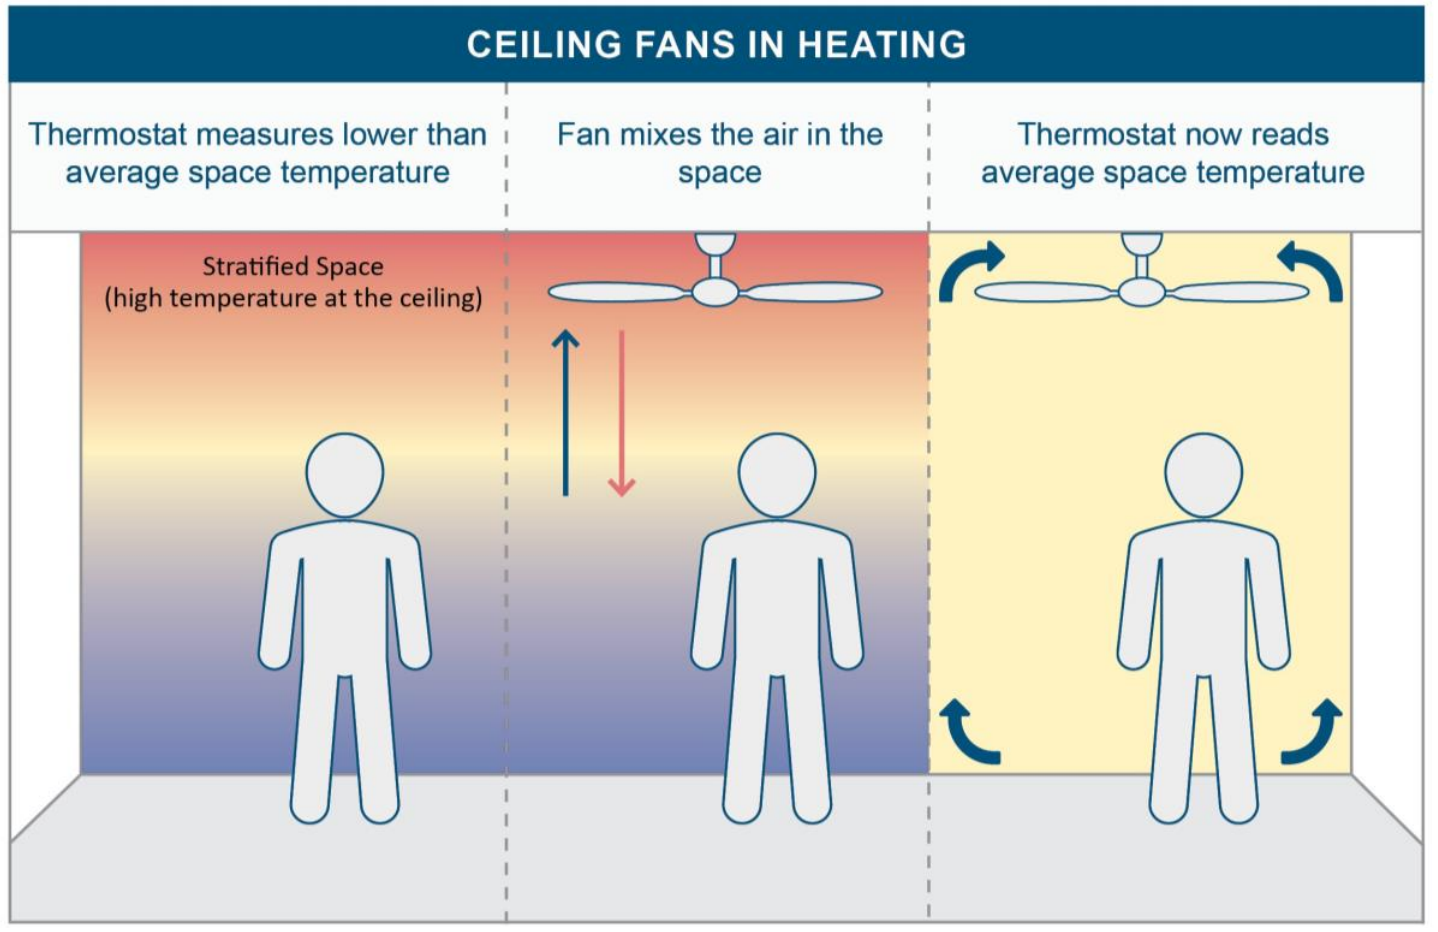 CEILING FANS IN HEATING
Thermostat measures lower than
average space temperature
Fan mixes the air in the
space
Thermostat now reads
average space temperature
Stratified Space
(high temperature at the ceiling)